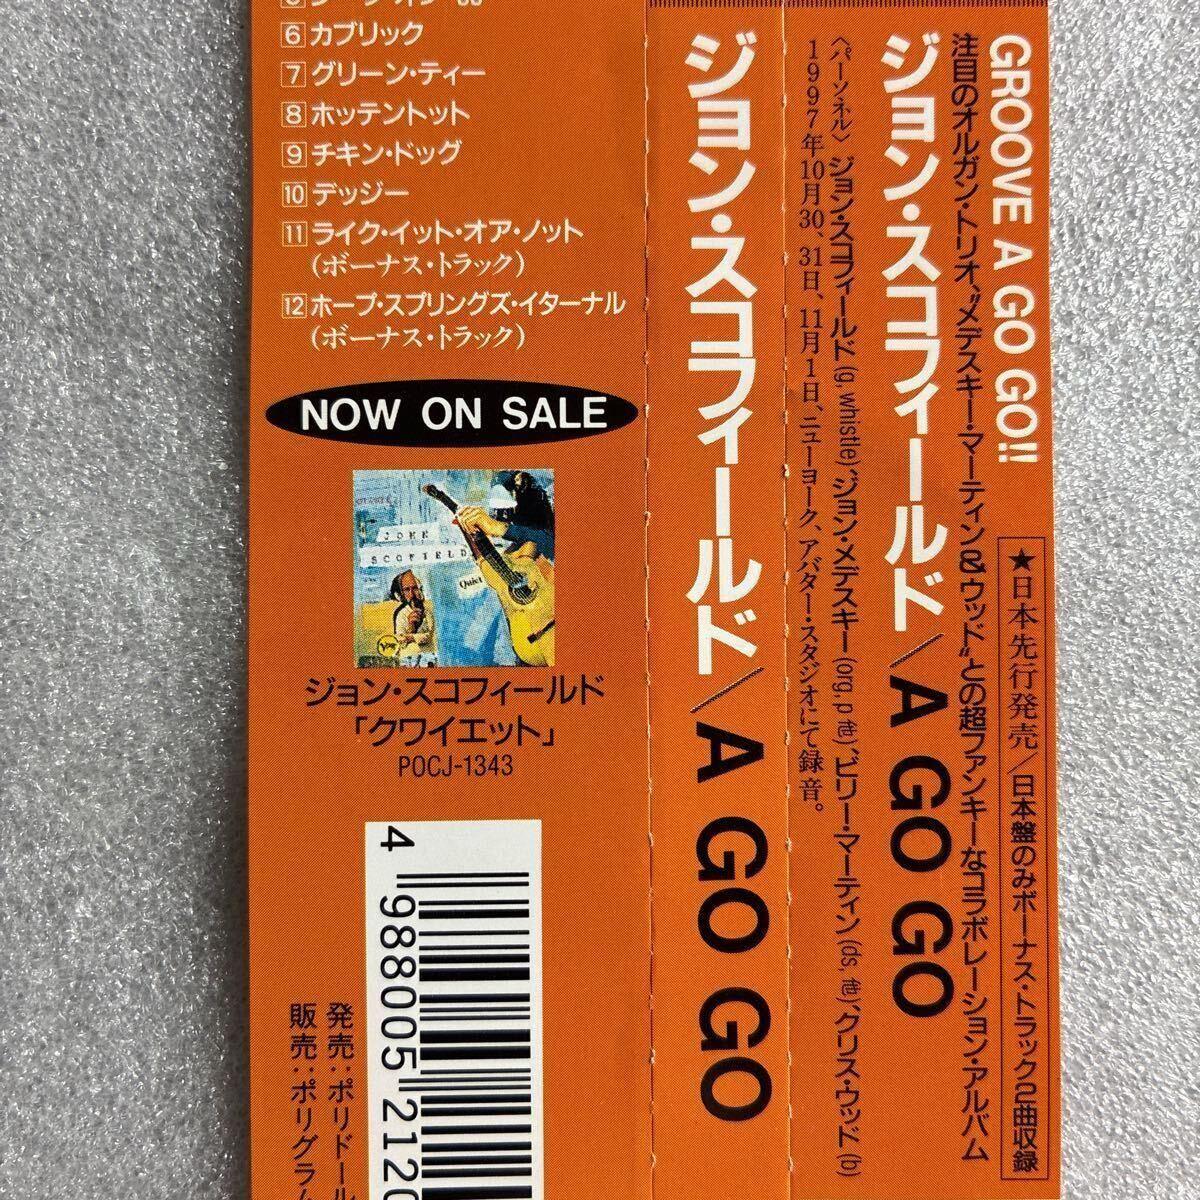 GROOVE A GO GO!!
★日本先行発売/日本盤のみボーナス・トラック2曲収録
注目のオルガン・トリオ、“メデスキー・マーティン&ウッド”との超ファンキーなコラボレーション・アルバム
ジョン・スコフィールド/A GO GO
〈パーソネル〉ジョン・スコフィールド(g, whistle)、ジョン・メデスキー(org, p 他)、ビリー・マーティン(ds, 他)、クリス・ウッド(b)
1997年10月30、31日、11月1日、ニューヨーク、アバター・スタジオにて録音。
ジョン・スコフィールド/A GO GO
6 カブリック
7 グリーン・ティー
8 ホッテントット
9 チキン・ドッグ
10 デッジー
11 ライク・イット・オア・ノット
(ボーナス・トラック)
12 ホープ・スプリングズ・イターナル
(ボーナス・トラック)
NOW ON SALE
JOHN
SCOFIELD
Quiet
ジョン・スコフィールド
「クワイエット」
POCJ-1343
4 988005 2120
発売:ポリドール
販売:ポリグラム